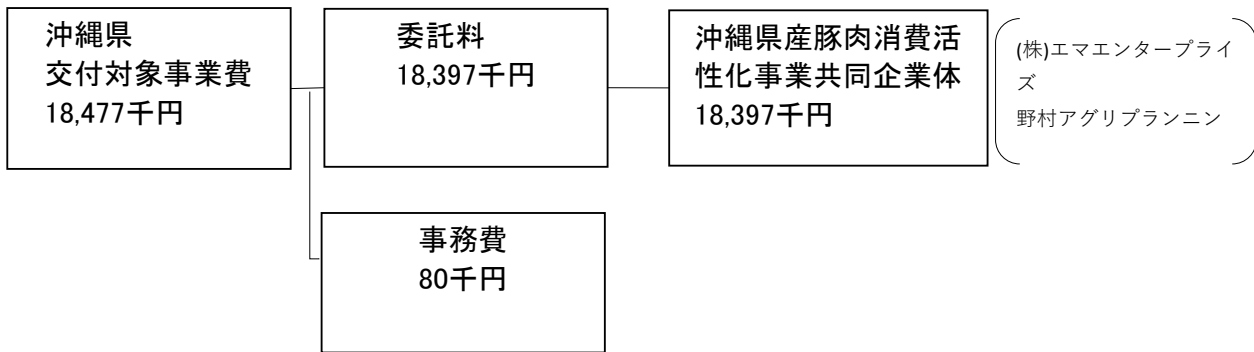 沖縄県
交付対象事業費
18,477千円
委託料
18,397千円
沖縄県産豚肉消費活
性化事業共同企業体
18,397千円
(株)エマエンタープライ
ズ
野村アグリプランニン
事務費
80千円